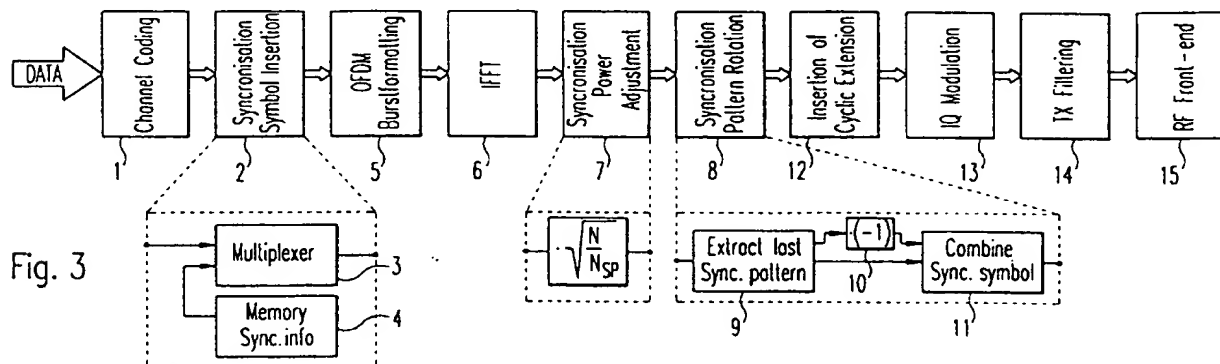 DATA
Channel Coding
1
Syncronisation
Symbol Insertion
2
OFDM
Burstformatting
5
IFFT
6
Syncronisation
Power
Adjustment
7
Syncronisation
Pattern Rotation
8
Insertion of
Cyclic Extension
12
IQ Modulation
13
TX Filtering
14
RF Front-end
15
Fig. 3
Multiplexer
3
Memory
Sync.info
4
·√(N/N_SP)
Extract last
Sync. pattern
9
·(-1)
10
Combine
Sync. symbol
11